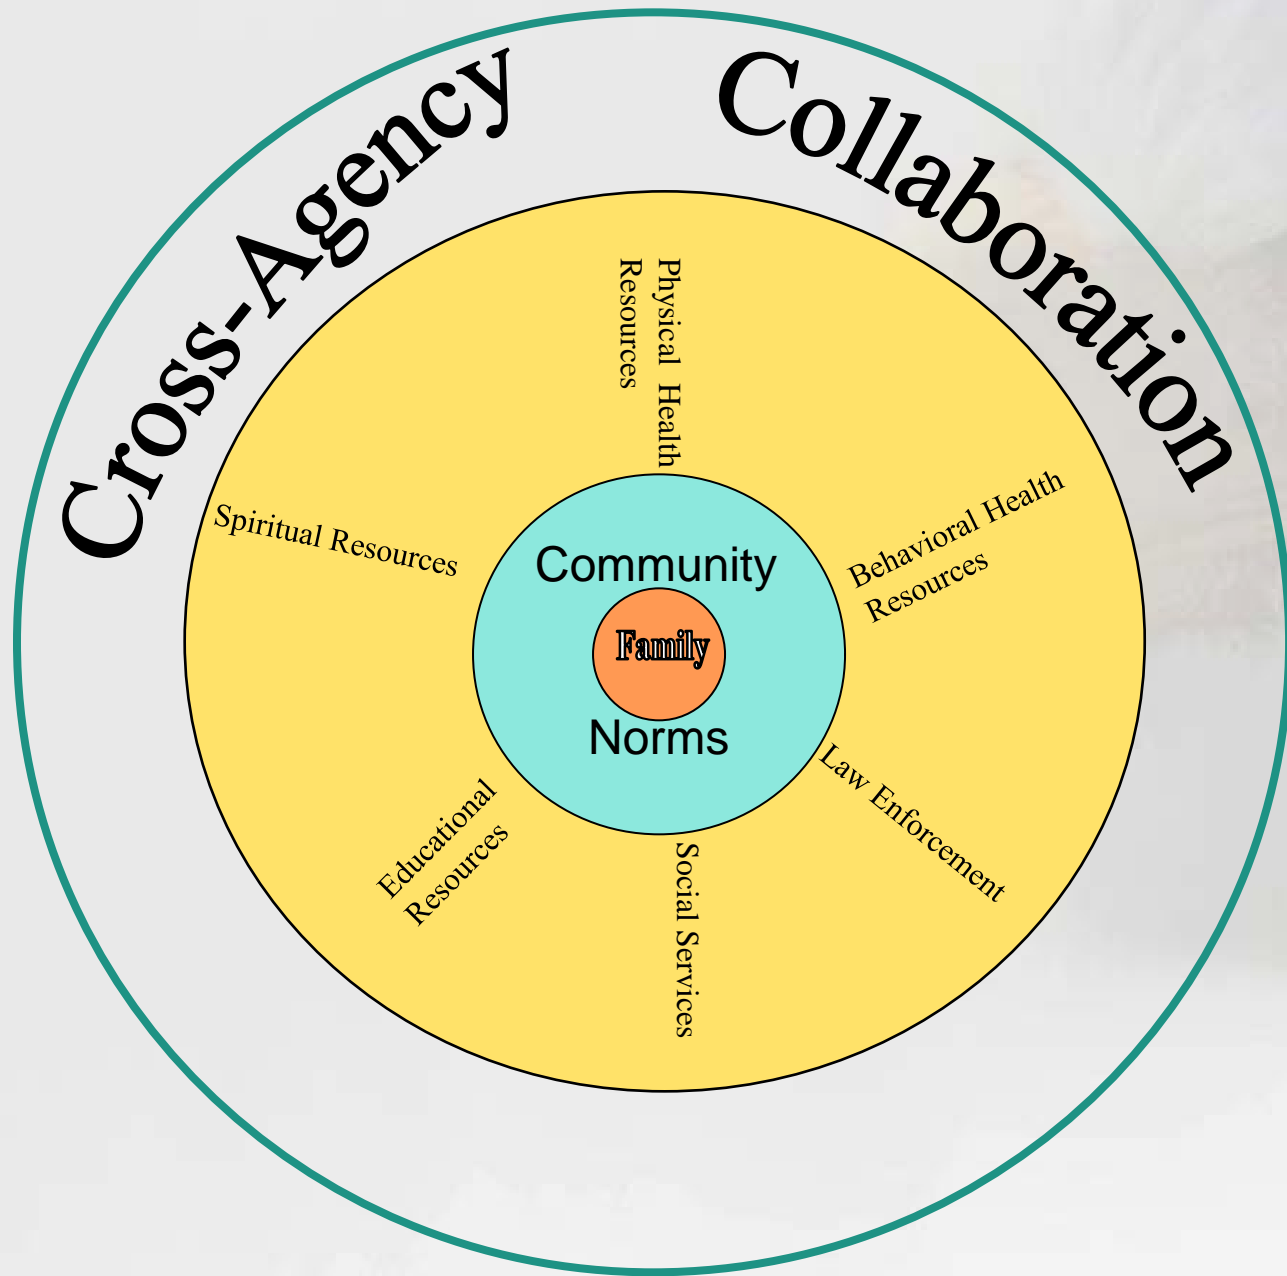 Cross-Agency Collaboration
Physical Health
Resources
Behavioral Health
Resources
Law Enforcement
Social Services
Educational
Resources
Spiritual Resources
Community
Family
Norms